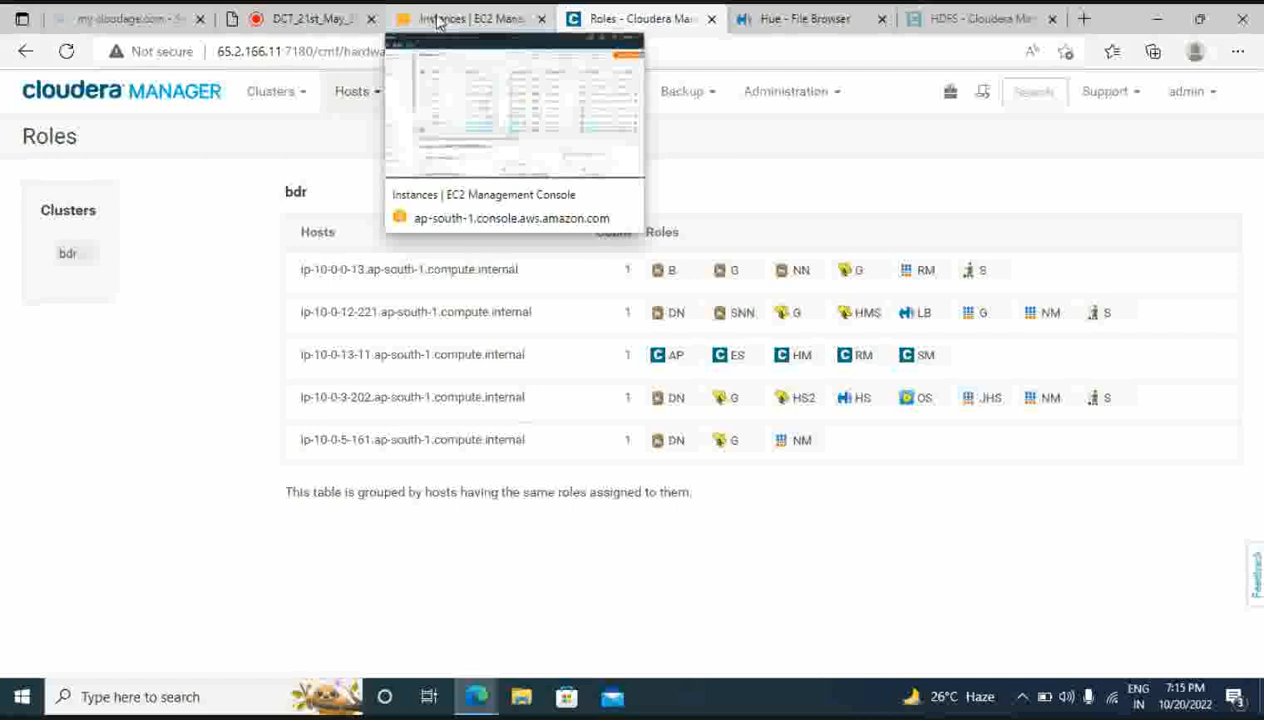 my.cloudage.com - S
DCT_21st_May_
Instances | EC2 Mana
Roles - Cloudera Man
Hue - File Browser
HDFS - Cloudera Man
Not secure
65.2.166.11:7180/cmf/hardwa
cloudera MANAGER
Clusters
Hosts
Backup
Administration
Search
Support
admin
Roles
Instances | EC2 Management Console
ap-south-1.console.aws.amazon.com
Clusters
bdr
bdr
Hosts Count Roles
ip-10-0-0-13.ap-south-1.compute.internal 1 B G NN G RM S
ip-10-0-12-221.ap-south-1.compute.internal 1 DN SNN G HMS LB G NM S
ip-10-0-13-11.ap-south-1.compute.internal 1 AP ES HM RM SM
ip-10-0-3-202.ap-south-1.compute.internal 1 DN G HS2 HS OS JHS NM S
ip-10-0-5-161.ap-south-1.compute.internal 1 DN G NM
This table is grouped by hosts having the same roles assigned to them.
Feedback
Type here to search
26°C Haze
ENG
IN
7:15 PM
10/20/2022
3